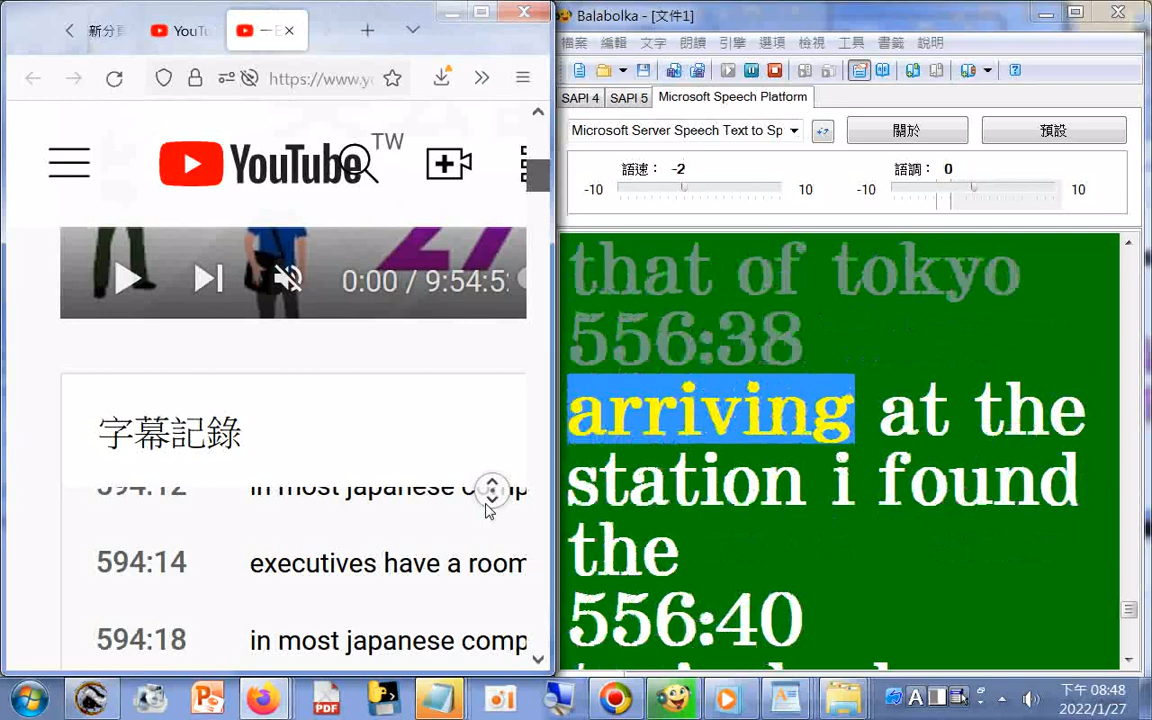 新分頁
YouTu
一E
https://www.yo
YouTube
TW
27
0:00 / 9:54:5
字幕記錄
594:12
in most japanese comp
594:14
executives have a room
594:18
in most japanese comp
Balabolka - [文件1]
檔案 編輯 文字 朗讀 引擎 選項 檢視 工具 書籤 說明
SAPI 4 SAPI 5 Microsoft Speech Platform
Microsoft Server Speech Text to Sp
關於
預設
語速: -2
語調: 0
-10 10 -10 10
that of tokyo
556:38
arriving at the
station i found
the
556:40
PDF
A
下午 08:48
2022/1/27